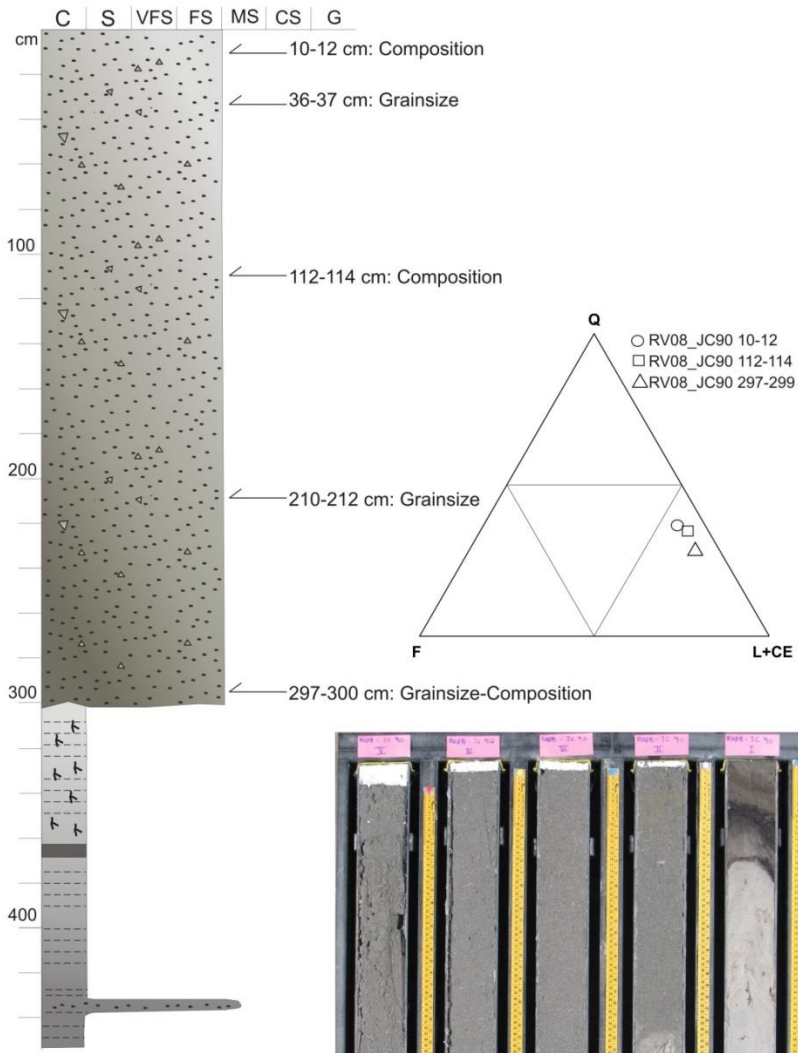 C S VFS FS MS CS G
cm
10-12 cm: Composition
36-37 cm: Grainsize
100
112-114 cm: Composition
200
210-212 cm: Grainsize
300
297-300 cm: Grainsize-Composition
400
Q
RV08_JC90 10-12
RV08_JC90 112-114
RV08_JC90 297-299
F
L+CE
V
II
I